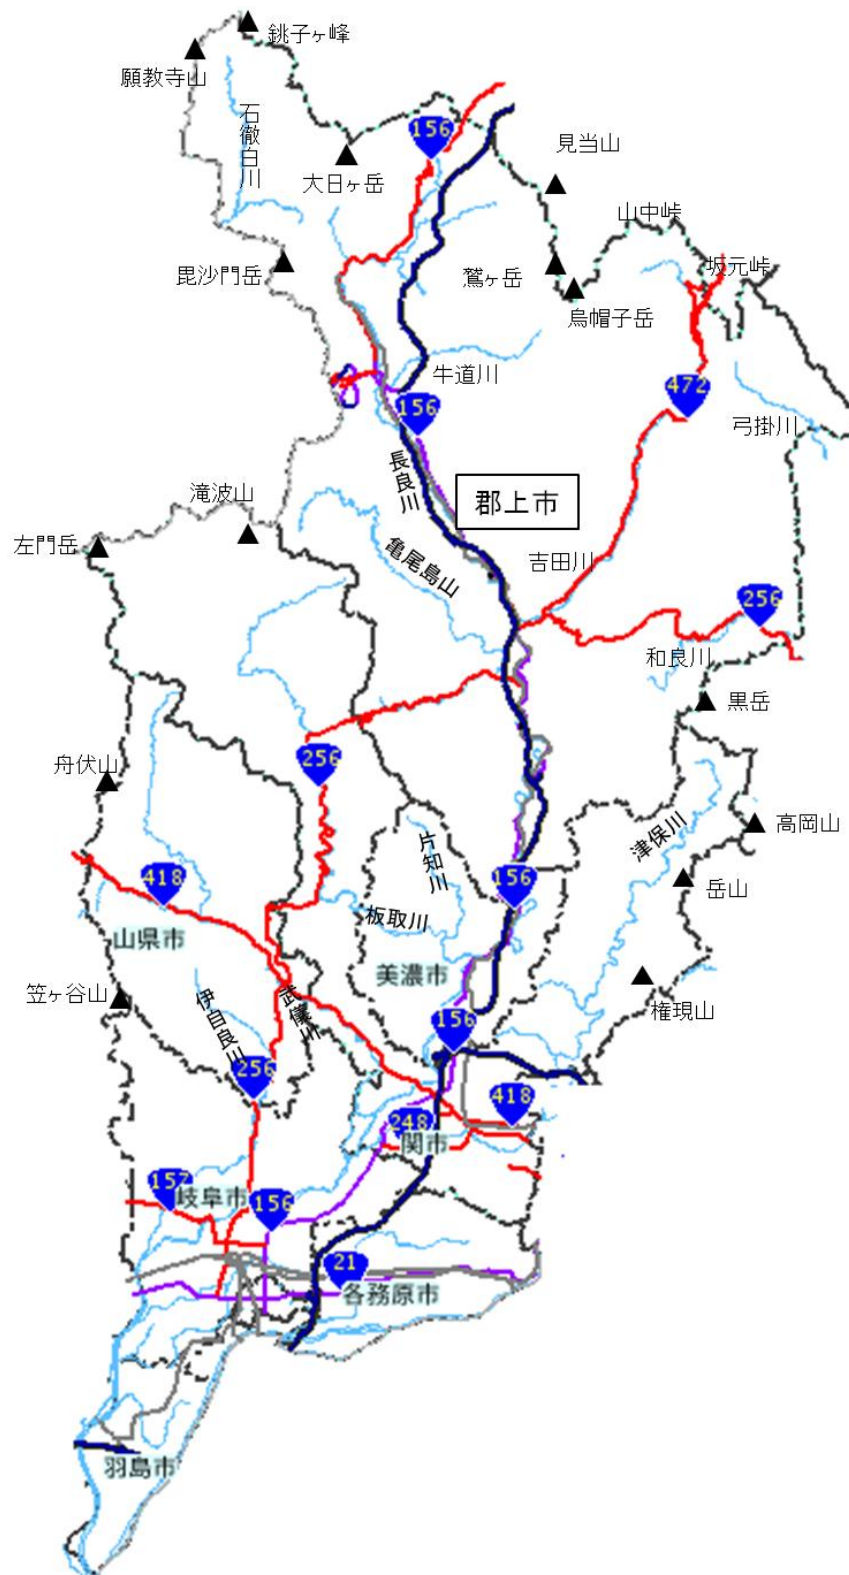 銚子ヶ峰
願教寺山
石徹白川
156
大日ヶ岳
見当山
山中峠
毘沙門岳
鷲ヶ岳
坂元峠
烏帽子岳
牛道川
472
156
弓掛川
長良川
滝波山
郡上市
左門岳
亀尾島山
吉田川
256
和良川
黒岳
256
舟伏山
片知川
津保川
高岡山
418
156
岳山
板取川
山県市
美濃市
笠ヶ谷山
伊自良川
武儀川
権現山
156
256
418
248
関市
157
岐阜市
156
21
各務原市
羽島市